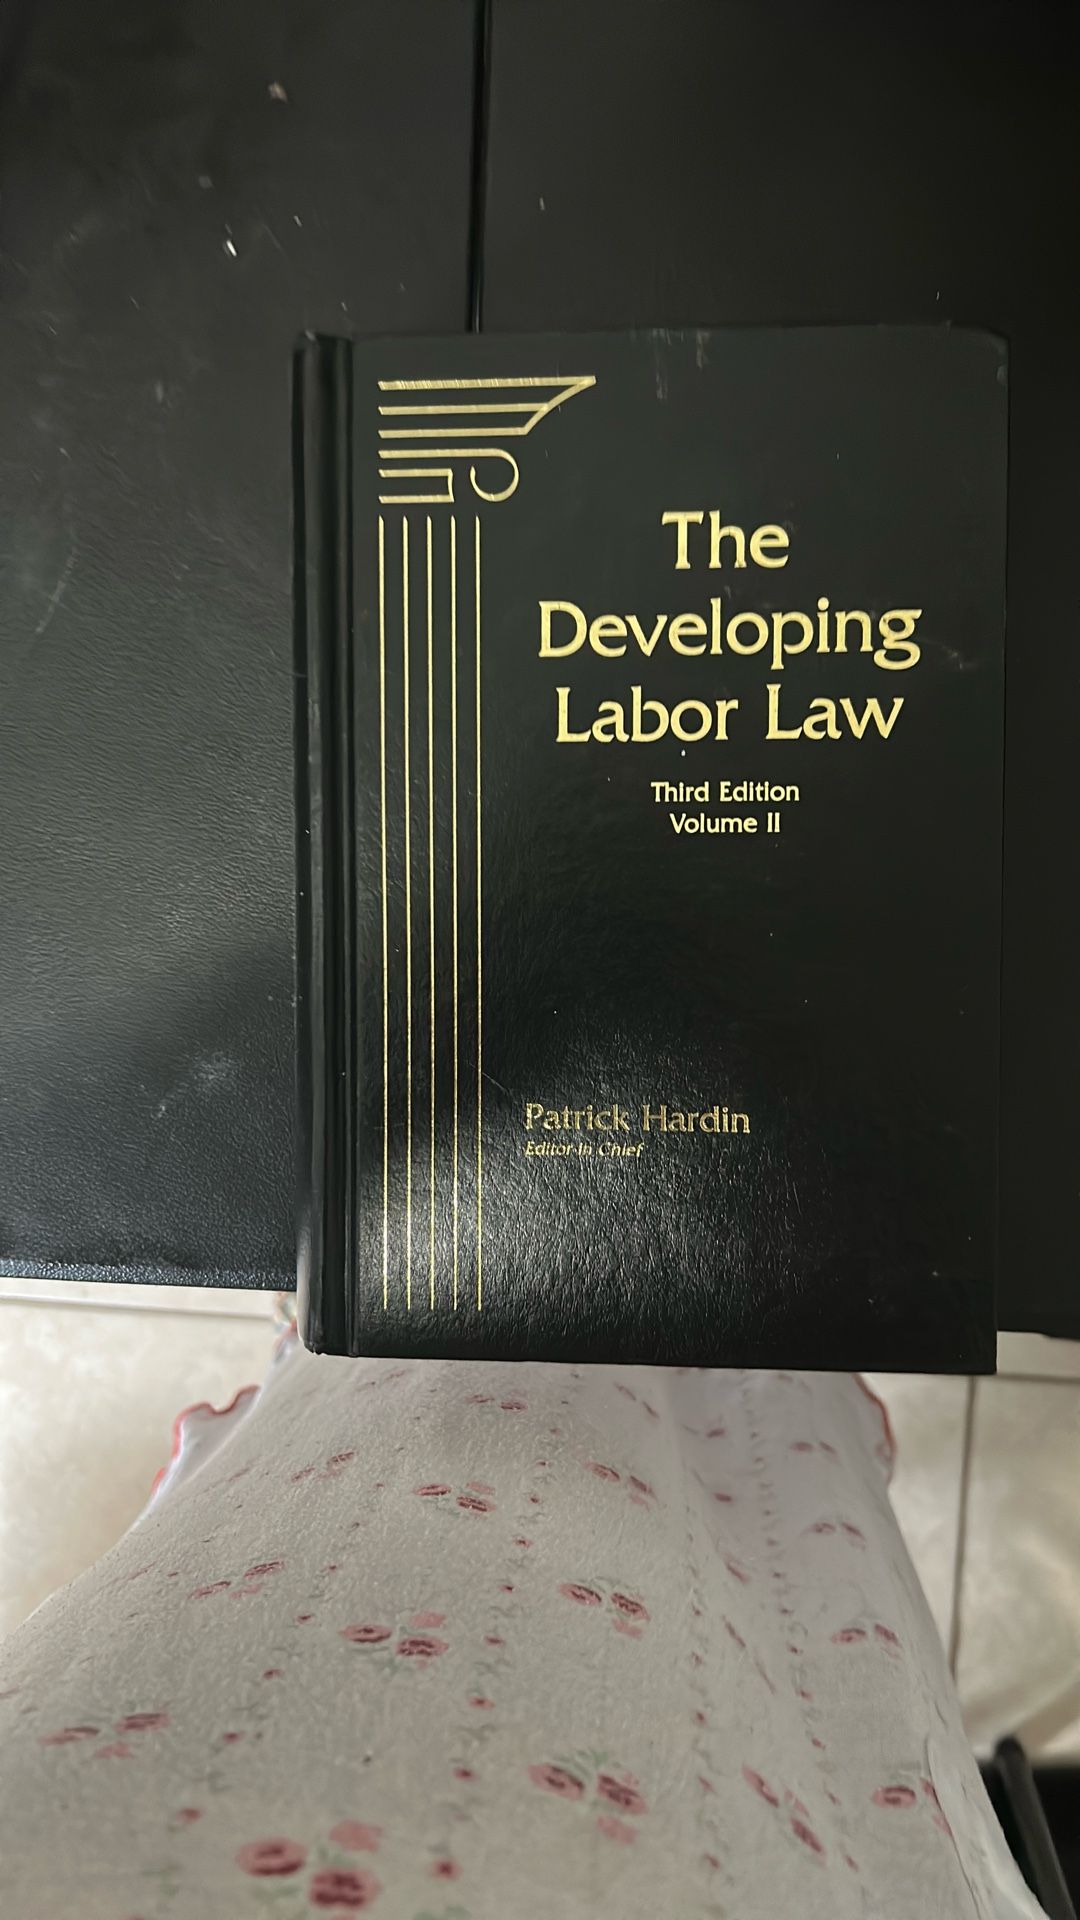 The
Developing
Labor Law
Third Edition
Volume II
Patrick Hardin
Editor-in Chief